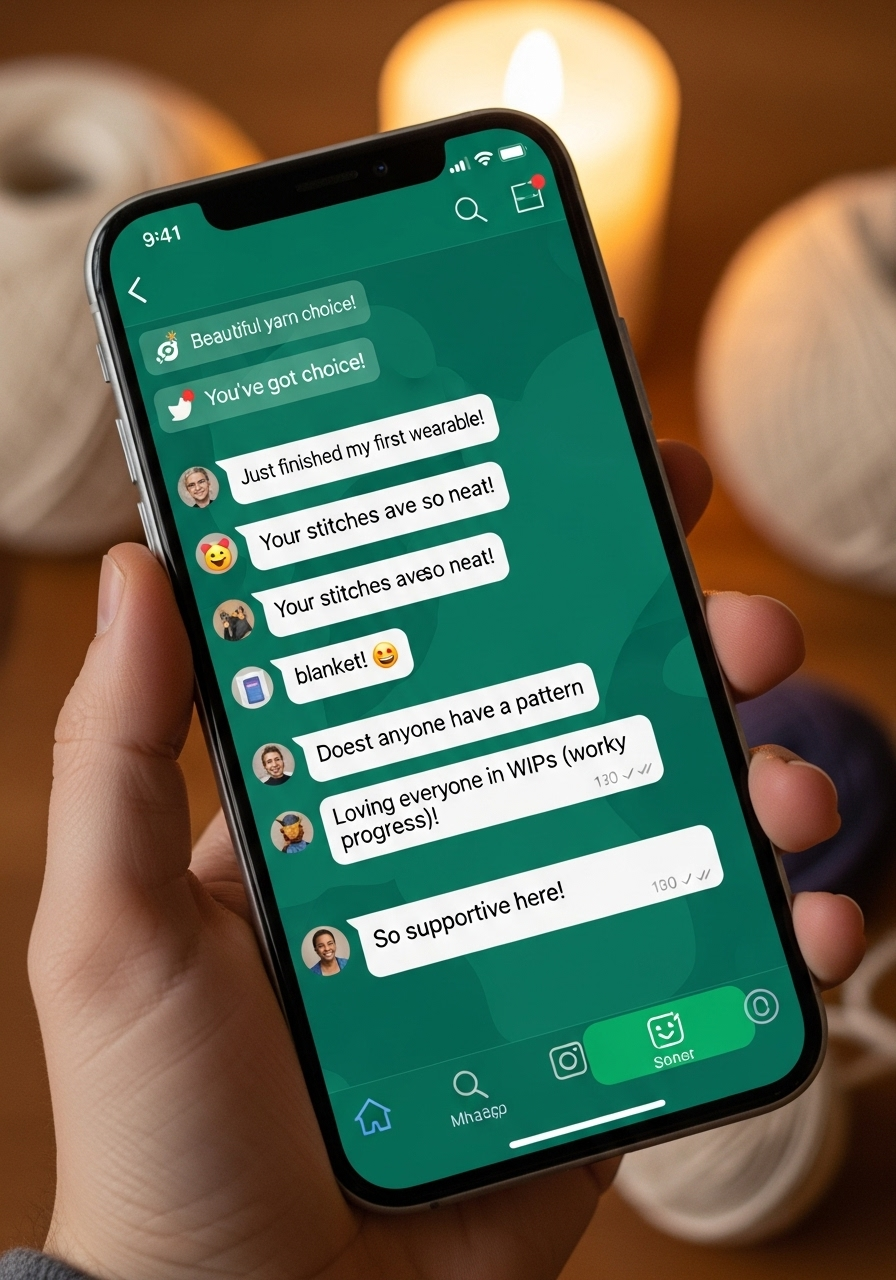 9:41
Beautiful yarn choice!
You've got choice!
Just finished my first wearable!
Your stitches ave so neat!
Your stitches aveso neat!
blanket!
Doest anyone have a pattern
Loving everyone in WIPs (worky
progress)!
130
So supportive here!
130
Soner